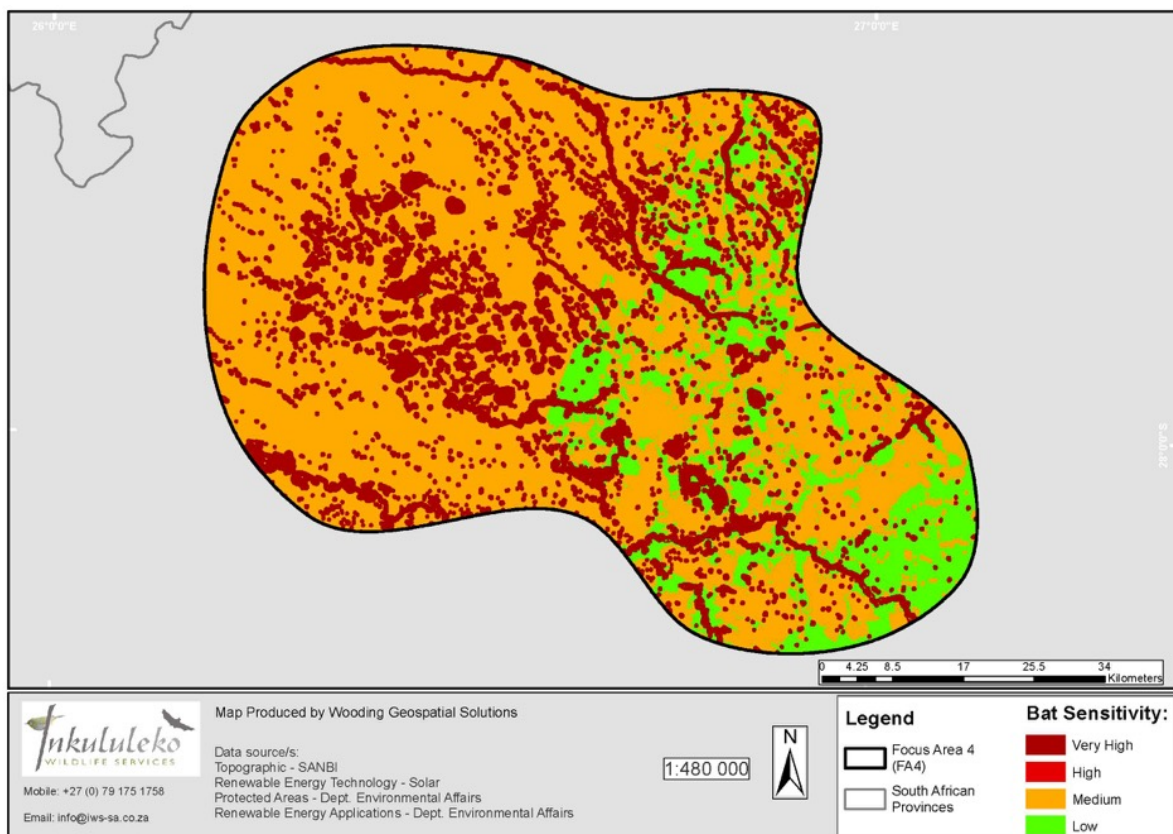 26°0'0"E
27°0'0"E
28°0'0"S
0 4.25 8.5 17 25.5 34
Kilometers
Inkululeko
WILDLIFE SERVICES
Mobile: +27 (0) 79 175 1758
Email: info@iws-sa.co.za
Map Produced by Wooding Geospatial Solutions
Data source/s:
Topographic - SANBI
Renewable Energy Technology - Solar
Protected Areas - Dept. Environmental Affairs
Renewable Energy Applications - Dept. Environmental Affairs
1:480 000
N
Legend
Focus Area 4
(FA4)
South African
Provinces
Bat Sensitivity:
Very High
High
Medium
Low